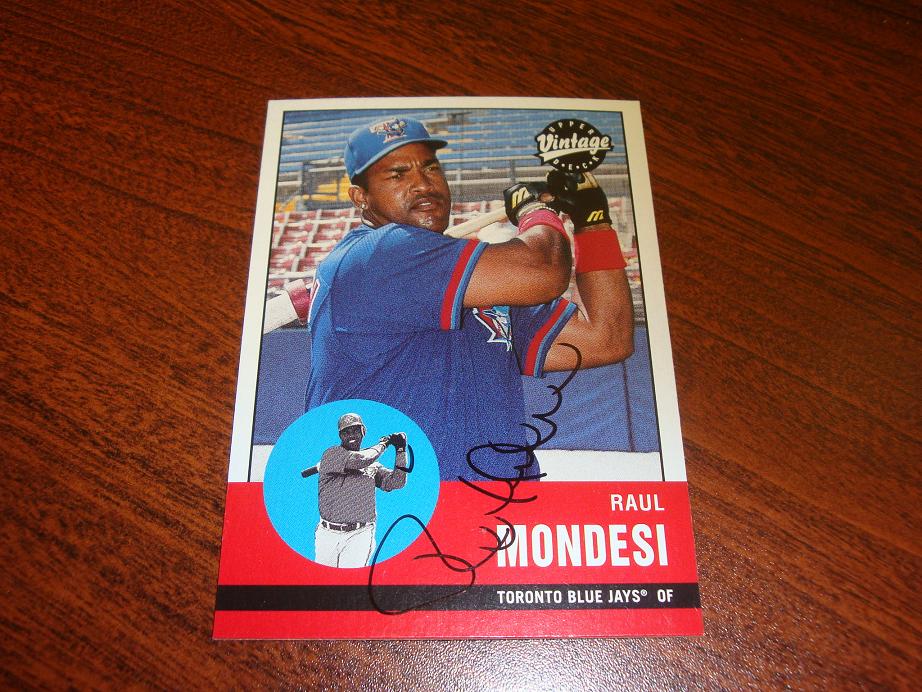 UPPER
Vintage
DECK
RAUL
MONDESI
TORONTO BLUE JAYS® OF